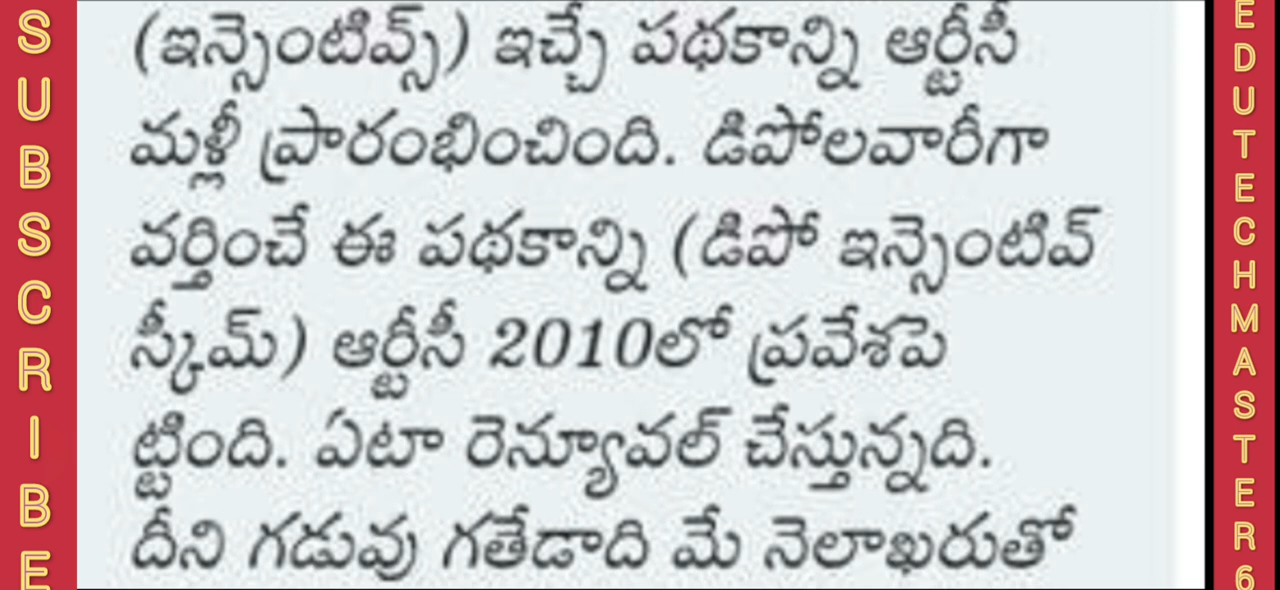 SUBSCRIBE
(ఇన్సెంటివ్స్) ఇచ్చే పథకాన్ని ఆర్టీసీ
మళ్లీ ప్రారంభించింది. డిపోలవారీగా
వర్తించే ఈ పథకాన్ని (డిపో ఇన్సెంటివ్
స్కీమ్) ఆర్టీసీ 2010లో ప్రవేశపె
ట్టింది. ఏటా రెన్యూవల్ చేస్తున్నది.
దీని గడువు గతేడాది మే నెలాఖరుతో
EDUTECHMASTER6